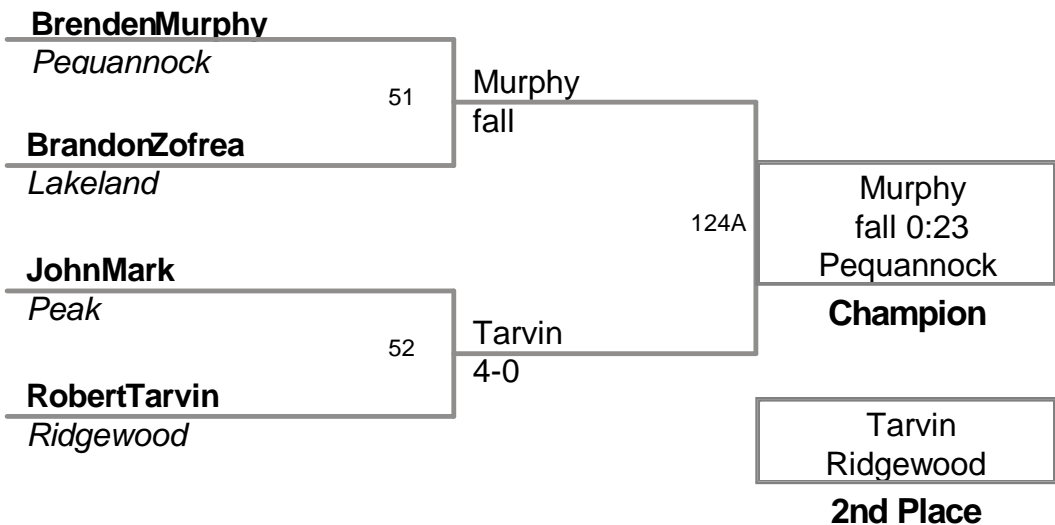 BrendenMurphy
Pequannock
51
Murphy
fall
BrandonZofrea
Lakeland
124A
Murphy
fall 0:23
Pequannock
Champion
JohnMark
Peak
52
Tarvin
4-0
RobertTarvin
Ridgewood
Tarvin
Ridgewood
2nd Place